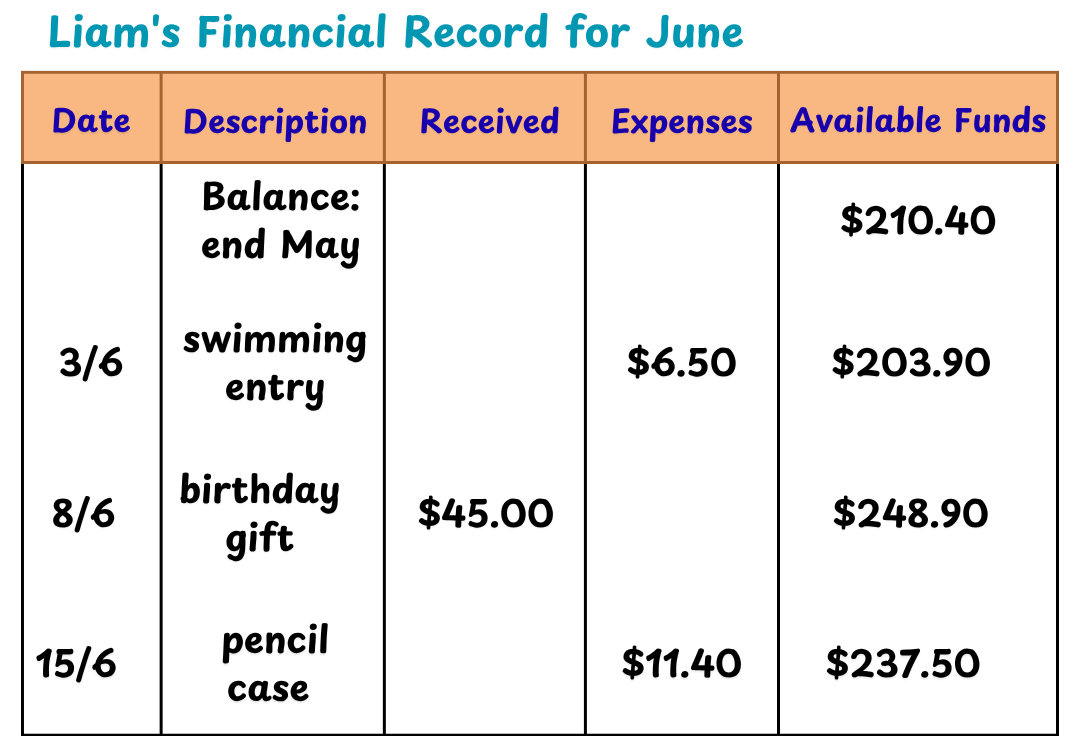 Liam's Financial Record for June
Date Description Received Expenses Available Funds
Balance:
end May
$210.40
3/6
swimming
entry
$6.50
$203.90
8/6
birthday
gift
$45.00
$248.90
15/6
pencil
case
$11.40
$237.50